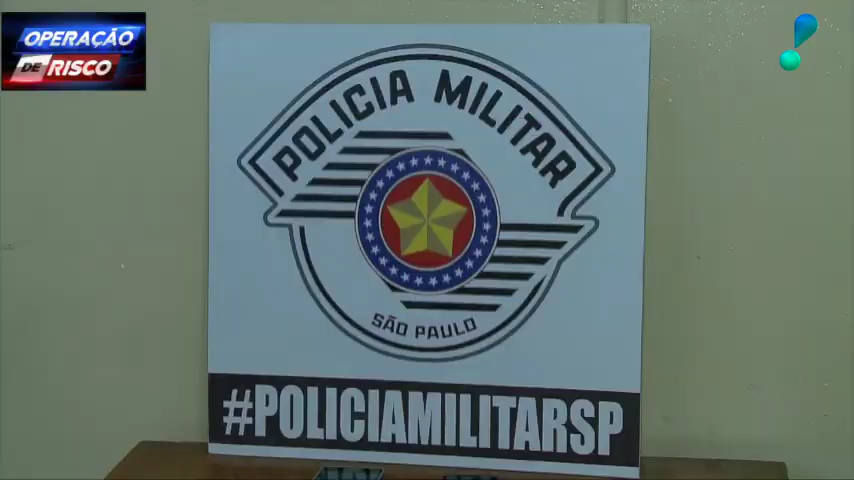 OPERAÇÃO
DE RISCO
POLICIA MILITAR
SÃO PAULO
#POLICIAMILITARSP